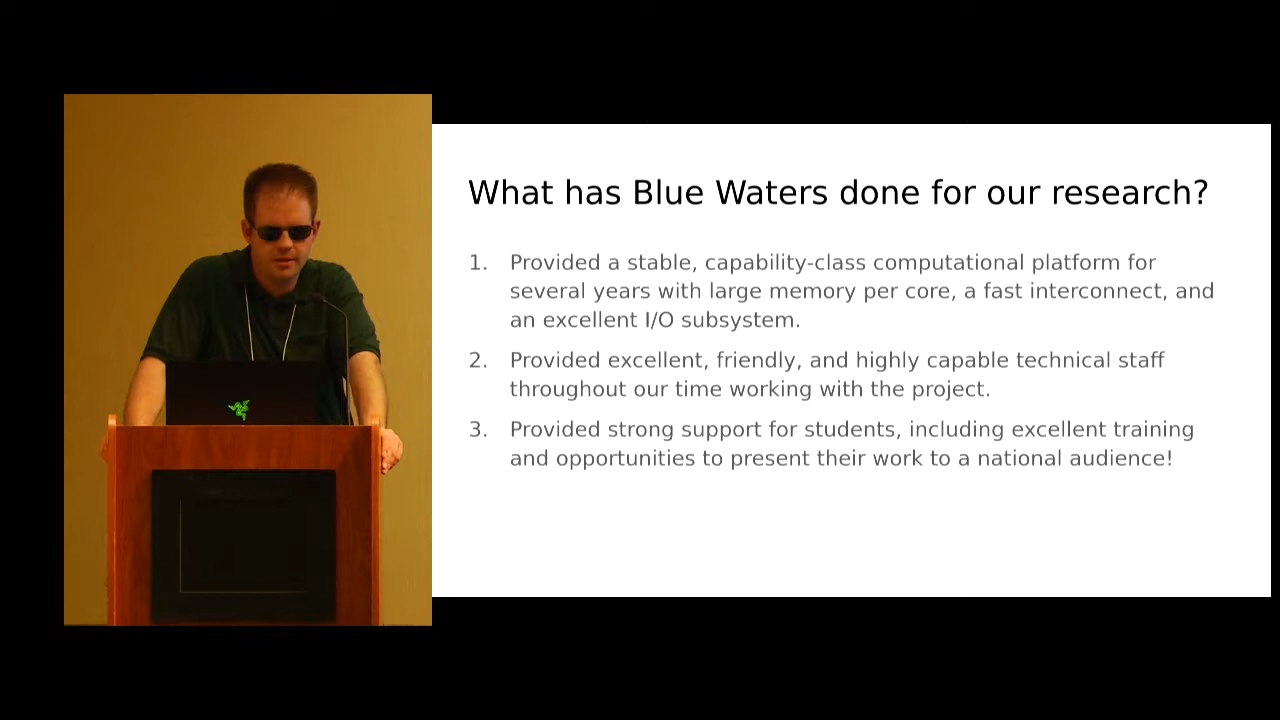 What has Blue Waters done for our research?
1. Provided a stable, capability-class computational platform for
several years with large memory per core, a fast interconnect, and
an excellent I/O subsystem.
2. Provided excellent, friendly, and highly capable technical staff
throughout our time working with the project.
3. Provided strong support for students, including excellent training
and opportunities to present their work to a national audience!